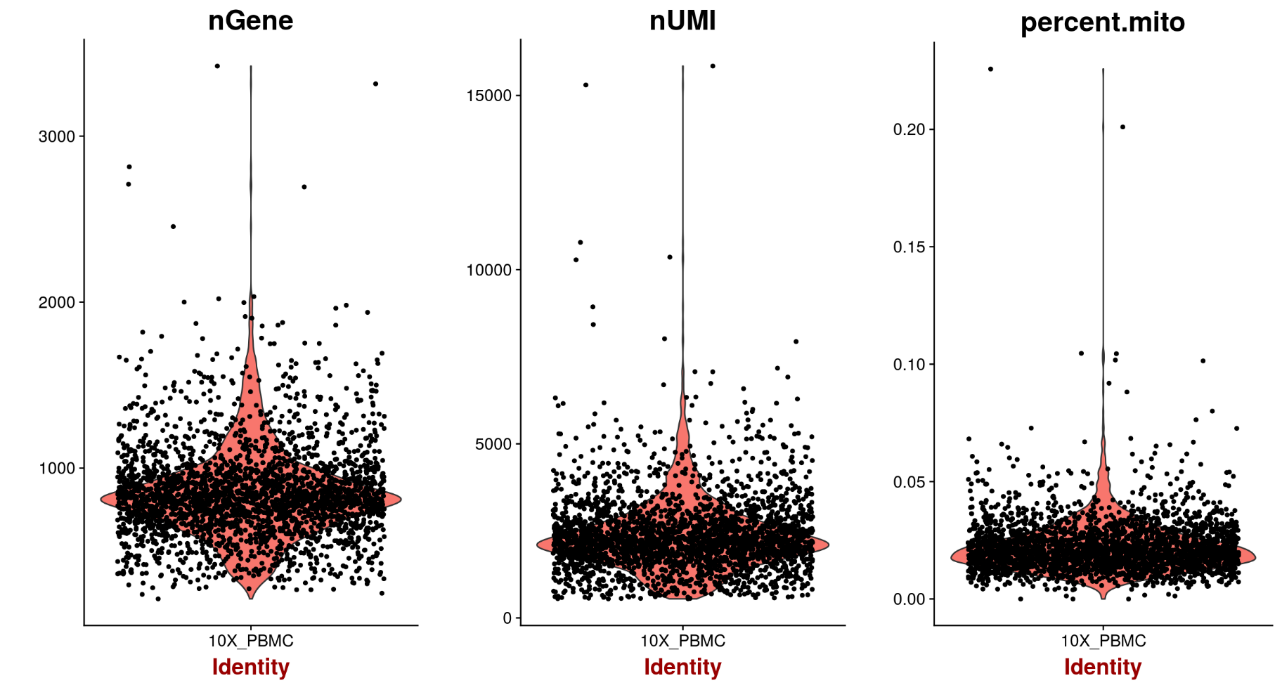 nGene
3000
2000
1000
10X_PBMC
Identity
nUMI
15000
10000
5000
0
10X_PBMC
Identity
percent.mito
0.20
0.15
0.10
0.05
0.00
10X_PBMC
Identity